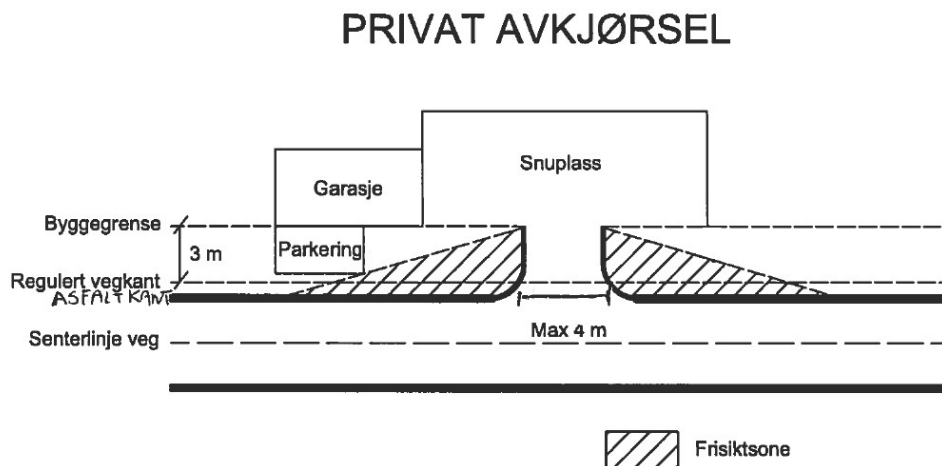 PRIVAT AVKJØRSEL
Snuplass
Garasje
Byggegrense
3 m
Parkering
Regulert vegkant
ASFALTKANT
Max 4 m
Senterlinje veg
Frisiktsone